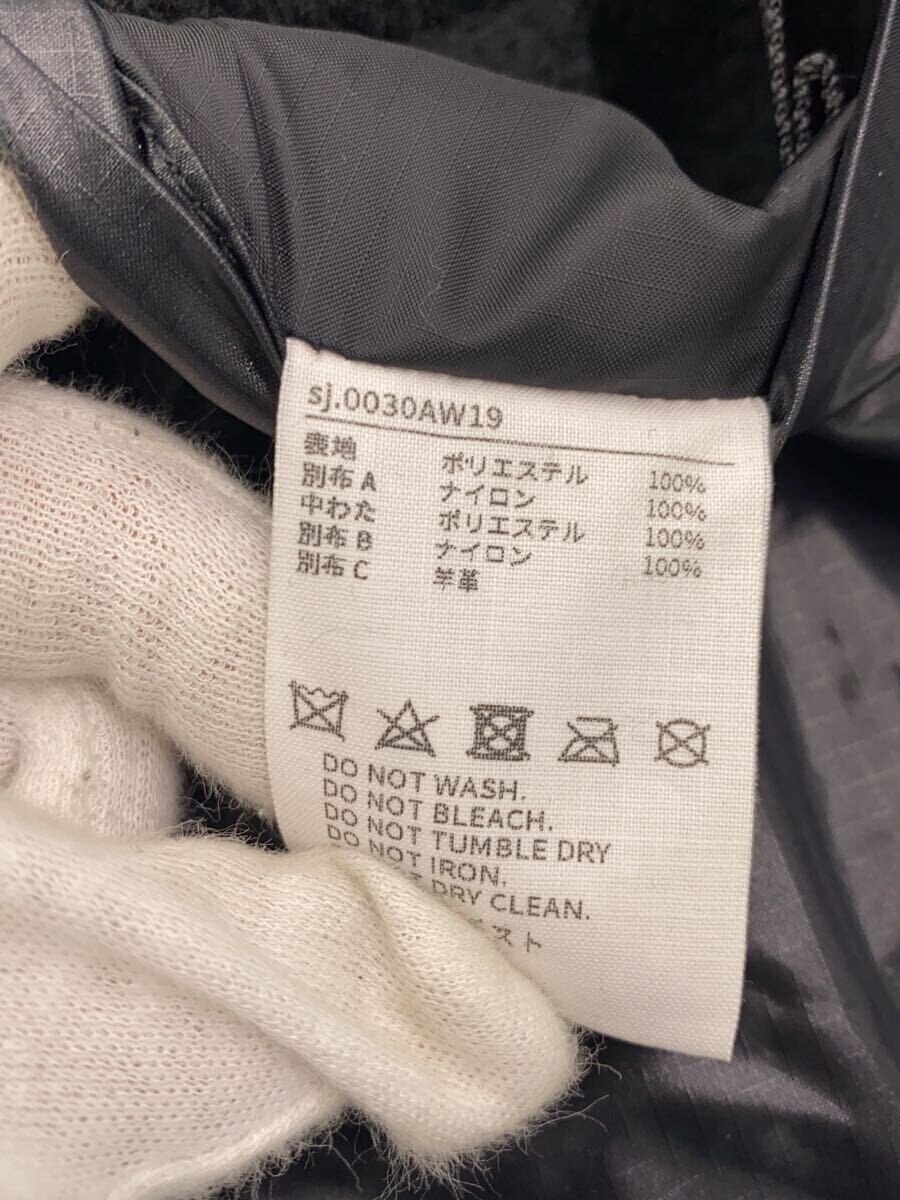 sj.0030AW19
表地 ポリエステル 100%
別布 A ナイロン 100%
中わた ポリエステル 100%
別布 B ナイロン 100%
別布 C 羊革
DO NOT WASH.
DO NOT BLEACH.
DO NOT TUMBLE DRY
DO NOT IRON.
DRY CLEAN.
スト